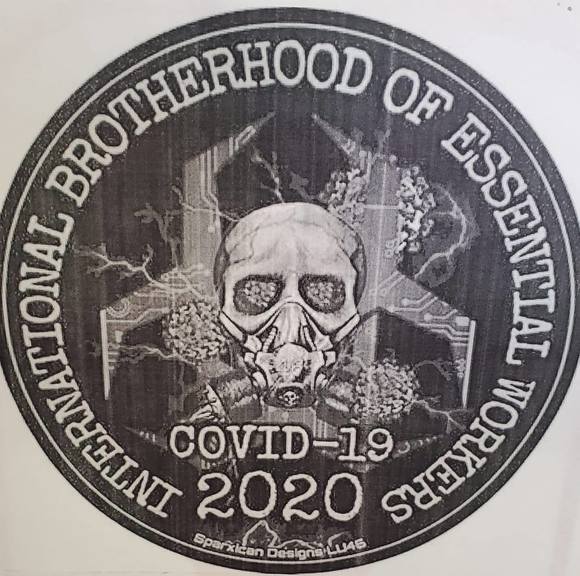 INTERNATIONAL BROTHERHOOD OF ESSENTIAL WORKERS
COVID-19
2020
Sparxican Designs LU46